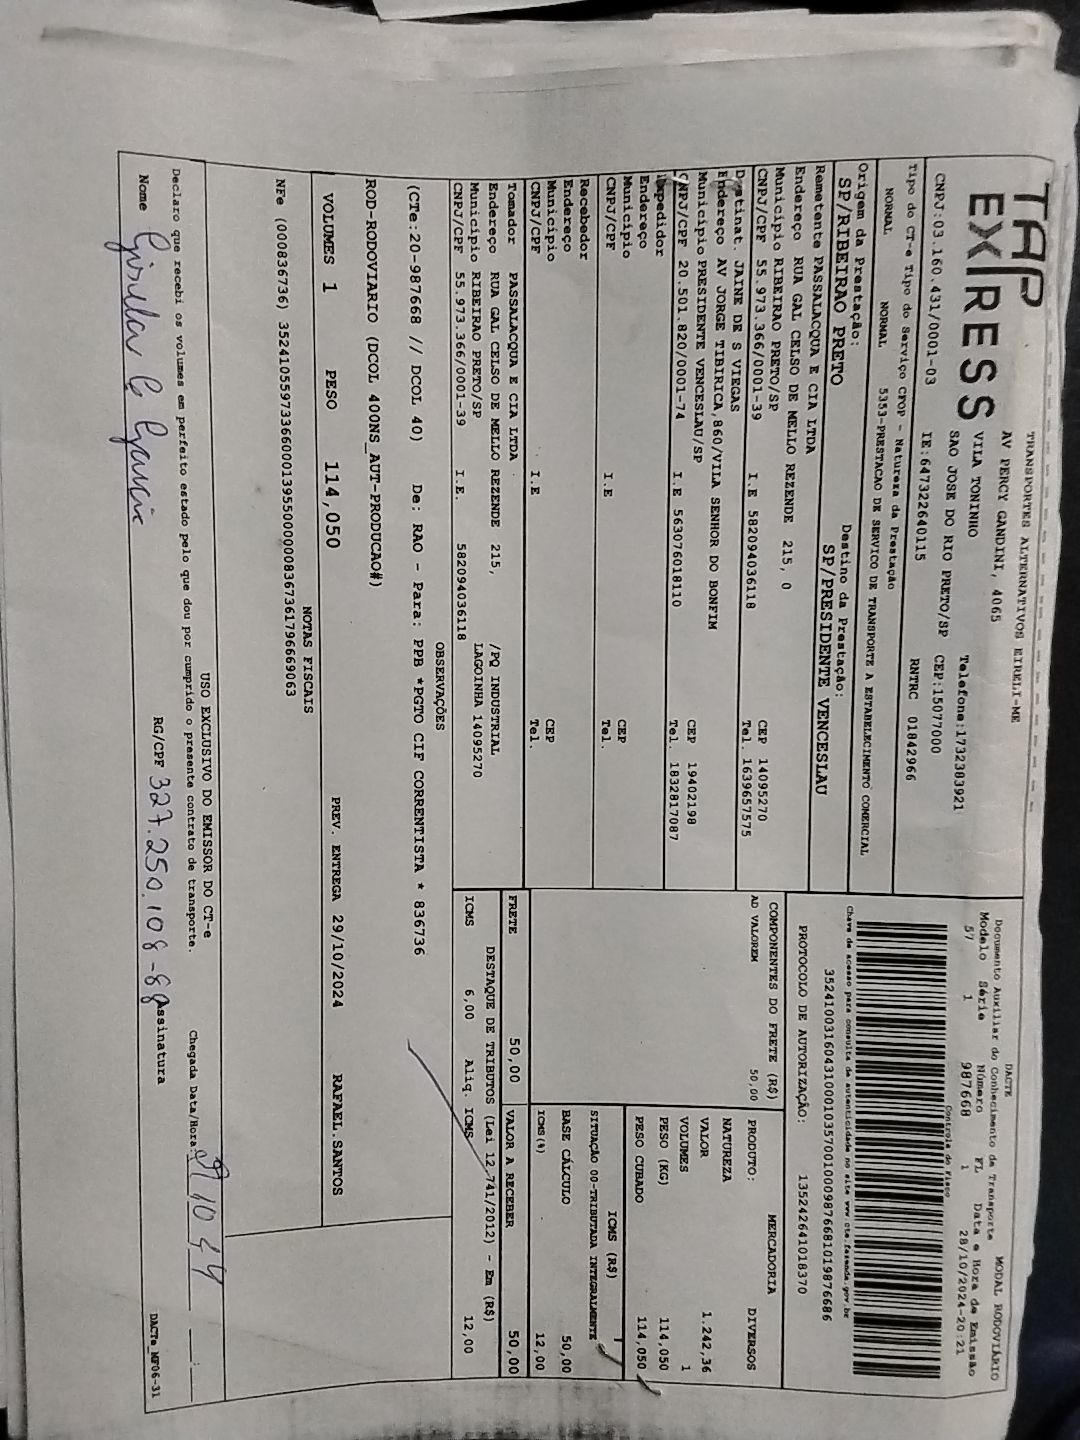 TAP
EXPRESS
TRANSPORTES ALTERNATIVOS EIRELI-ME
AV PERCY GANDINI, 4065
VILA TONINHO
SAO JOSE DO RIO PRETO/SP CEP:15077000
Telefone:1732383921
CNPJ:03.160.431/0001-03 IE:647322640115 RNTRC 01842966
Tipo do CT-e Tipo do Serviço CFOP - Natureza da Prestação
NORMAL NORMAL 5353-PRESTACAO DE SERVICO DE TRANSPORTE A ESTABELECIMENTO COMERCIAL
Origem da Prestação: Destino da Prestação:
SP/RIBEIRAO PRETO SP/PRESIDENTE VENCESLAU
Remetente PASSALACQUA E CIA LTDA
Endereço RUA GAL CELSO DE MELLO REZENDE 215, 0
Município RIBEIRAO PRETO/SP CEP 14095270
CNPJ/CPF 55.973.366/0001-39 I.E 582094036118 Tel. 1639657575
Destinat. JAINE DE S VIEGAS
Endereço AV JORGE TIBIRICA,860/VILA SENHOR DO BONFIM
Município PRESIDENTE VENCESLAU/SP CEP 19402198
CNPJ/CPF 20.501.820/0001-74 I.E 563076018110 Tel. 1832817087
Expedidor
Endereço
Município CEP
CNPJ/CPF I.E Tel.
Recebedor
Endereço
Município CEP
CNPJ/CPF I.E Tel.
Tomador PASSALACQUA E CIA LTDA
Endereço RUA GAL CELSO DE MELLO REZENDE 215, /PQ INDUSTRIAL
Município RIBEIRAO PRETO/SP LAGOINHA 14095270
CNPJ/CPF 55.973.366/0001-39 I.E. 582094036118
DACTE MODAL RODOVIÁRIO
Documento Auxiliar do Conhecimento de Transporte
Modelo Série Número FL Data e Hora de Emissão
57 1 987668 1 28/10/2024-20:21
Controle do Fisco
35241003160431000103570010009876681019876686
Chave de acesso para consulta de autenticidade no site www.cte.fazenda.gov.br
PROTOCOLO DE AUTORIZAÇÃO: 135242641018370
COMPONENTES DO FRETE (R$)
AD VALOREM 50,00
MERCADORIA
PRODUTO: DIVERSOS
NATUREZA
VALOR 1.242,36
VOLUMES 1
PESO (KG) 114,050
PESO CUBADO 114,050
ICMS (R$)
SITUAÇÃO 00-TRIBUTADA INTEGRALMENTE
BASE CÁLCULO 50,00
ICMS(%) 12,00
FRETE 50,00 VALOR A RECEBER 50,00
DESTAQUE DE TRIBUTOS (Lei 12.741/2012) - Em (R$)
ICMS 6,00 Aliq. ICMS 12,00
OBSERVAÇÕES
(CTe:20-987668 // DCOL 40) De: RAO - Para: PPB *PGTO CIF CORRENTISTA * 836736
ROD-RODOVIARIO (DCOL 400NS_AUT-PRODUCAO#)
VOLUMES 1 PESO 114,050 PREV. ENTREGA 29/10/2024 RAFAEL.SANTOS
NOTAS FISCAIS
NFe (000836736) 35241055973366000139550000008367361796669063
USO EXCLUSIVO DO EMISSOR DO CT-e
Declaro que recebi os volumes em perfeito estado pelo que dou por cumprido o presente contrato de transporte. Chegada Data/Hora:
Nome RG/CPF 327.250.108-88 Assinatura
DACTe_MF06-31